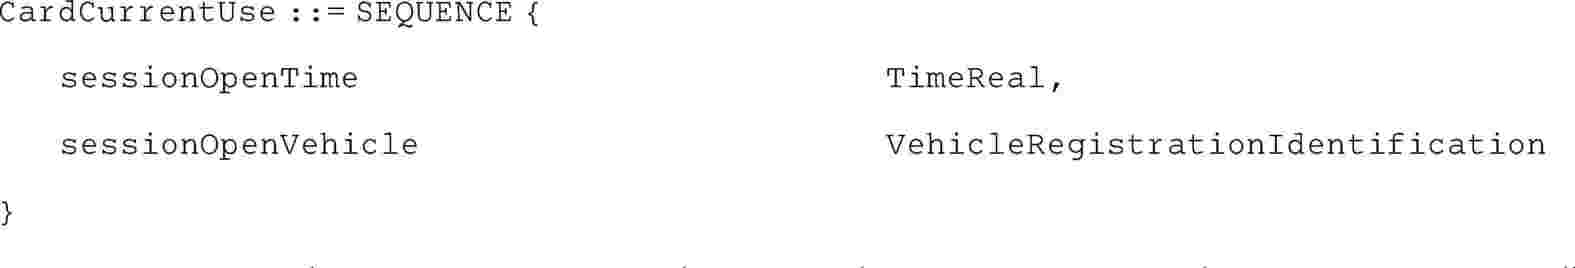 CardCurrentUse ::= SEQUENCE {
sessionOpenTime TimeReal,
sessionOpenVehicle VehicleRegistrationIdentification
}